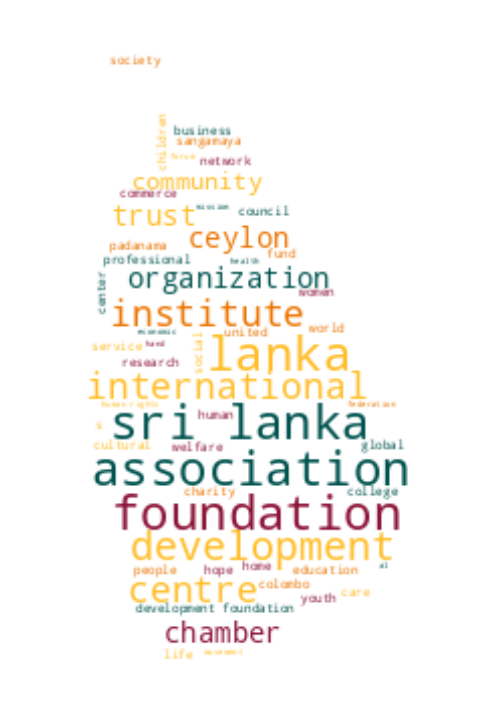 society
children
business
sangamaya
forum
network
community
commerce
mission
trust
council
ceylon
padanama
fund
professional
health
center
organization
women
institute
economic
united
world
service
hand
social
lanka
research
international
human rights
federation
sri lanka
human
s
cultural
welfare
global
association
charity
college
foundation
development
people
hope
home
education
al
centre
colombo
care
youth
development foundation
chamber
life